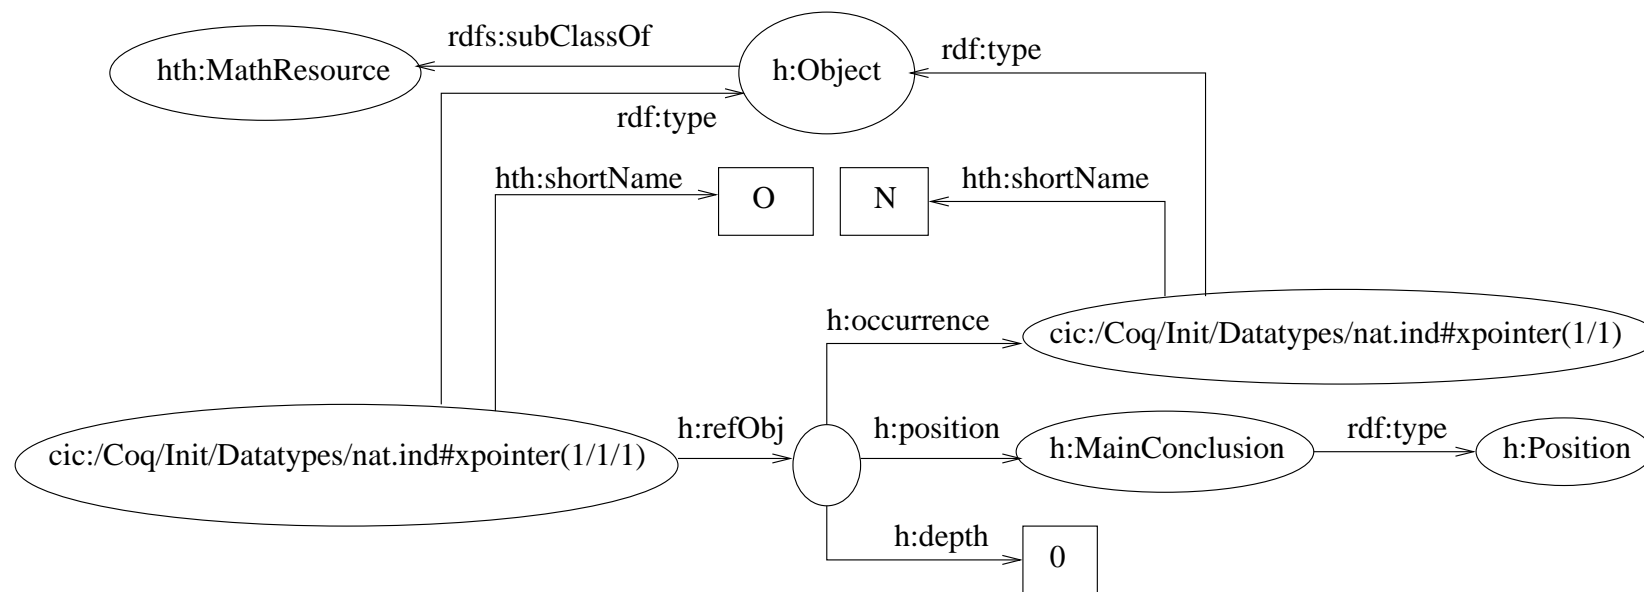 rdfs:subClassOf
rdf:type
hth:MathResource
h:Object
rdf:type
hth:shortName
O
N
hth:shortName
h:occurrence
cic:/Coq/Init/Datatypes/nat.ind#xpointer(1/1)
cic:/Coq/Init/Datatypes/nat.ind#xpointer(1/1/1)
h:refObj
h:position
h:MainConclusion
rdf:type
h:Position
h:depth
0